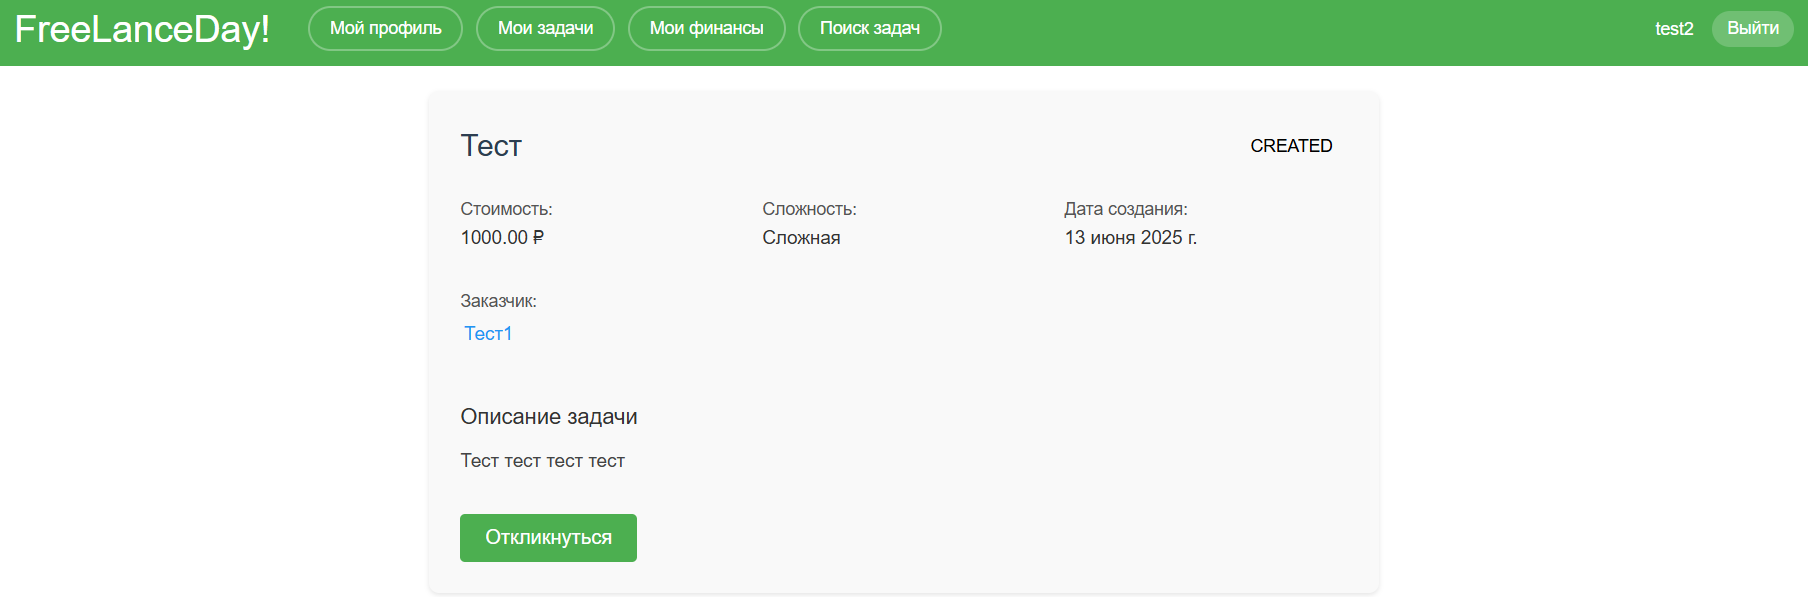 FreeLanceDay! Мой профиль Мои задачи Мои финансы Поиск задач test2 Выйти
Тест CREATED
Стоимость: Сложность: Дата создания:
1000.00 ₽ Сложная 13 июня 2025 г.
Заказчик:
Тест1
Описание задачи
Тест тест тест тест
Откликнуться